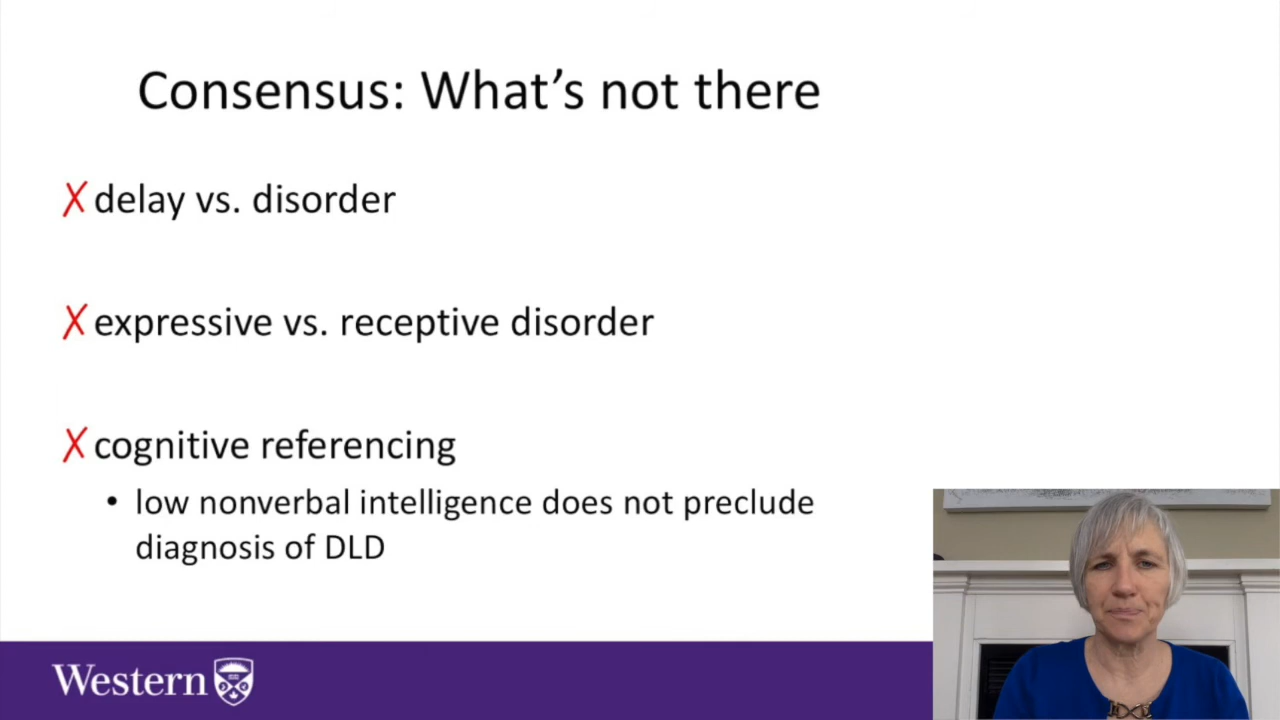 Consensus: What's not there
✗ delay vs. disorder
✗ expressive vs. receptive disorder
✗ cognitive referencing
• low nonverbal intelligence does not preclude
diagnosis of DLD
Western